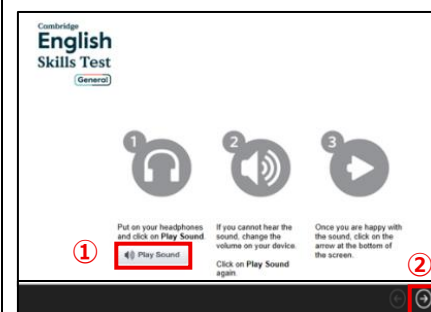 Cambridge
English
Skills Test
General
1
2
3
Put on your headphones
and click on Play Sound.
Play Sound
If you cannot hear the
sound, change the
volume on your device.
Click on Play Sound
again.
Once you are happy with
the sound, click on the
arrow at the bottom of
the screen.
①
②